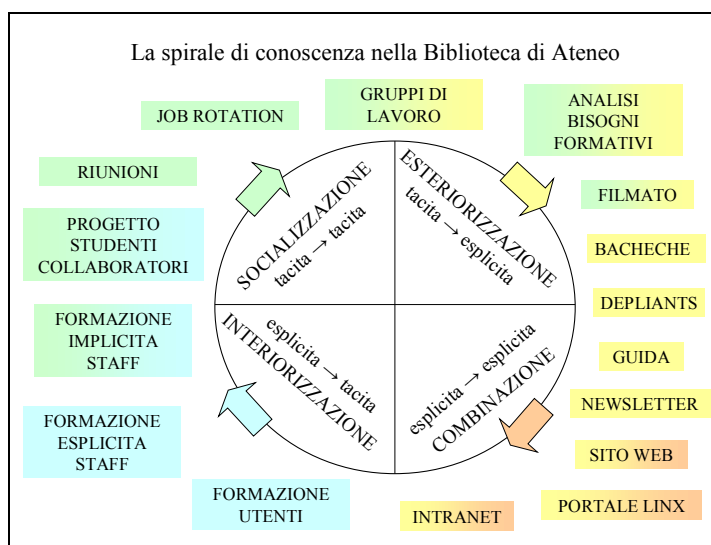 La spirale di conoscenza nella Biblioteca di Ateneo
GRUPPI DI
LAVORO
JOB ROTATION
ANALISI
BISOGNI
FORMATIVI
RIUNIONI
FILMATO
PROGETTO
STUDENTI
COLLABORATORI
BACHECHE
SOCIALIZZAZIONE
tacita → tacita
ESTERIORIZZAZIONE
tacita → esplicita
DEPLIANTS
FORMAZIONE
IMPLICITA
STAFF
esplicita → tacita
INTERIORIZZAZIONE
esplicita → esplicita
COMBINAZIONE
GUIDA
NEWSLETTER
FORMAZIONE
ESPLICITA
STAFF
SITO WEB
FORMAZIONE
UTENTI
INTRANET
PORTALE LINX